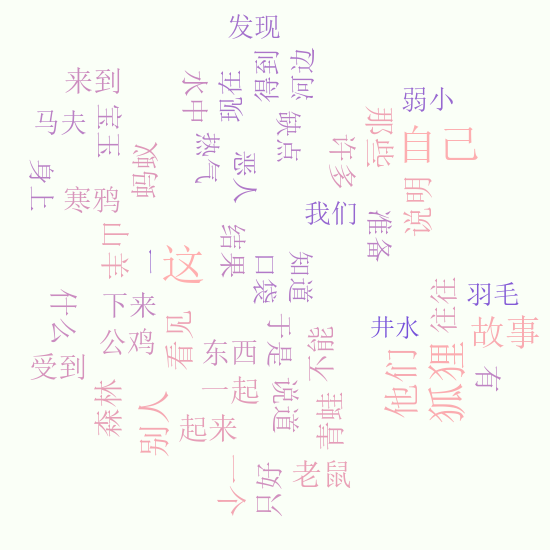 发现
来到
水中
现在
得到
河边
马夫
宝玉
蚂蚁
热气
恶人
缺点
许多
那些
弱小
自己
身上
寒鸦
我们
准备
说明
山羊
一
这
结果
口袋
知道
什么
下来
公鸡
看见
东西
于是
不能
井水
往往
羽毛
故事
受到
森林
别人
一起
起来
说道
青蛙
他们
狐狸
有
一个
只好
老鼠